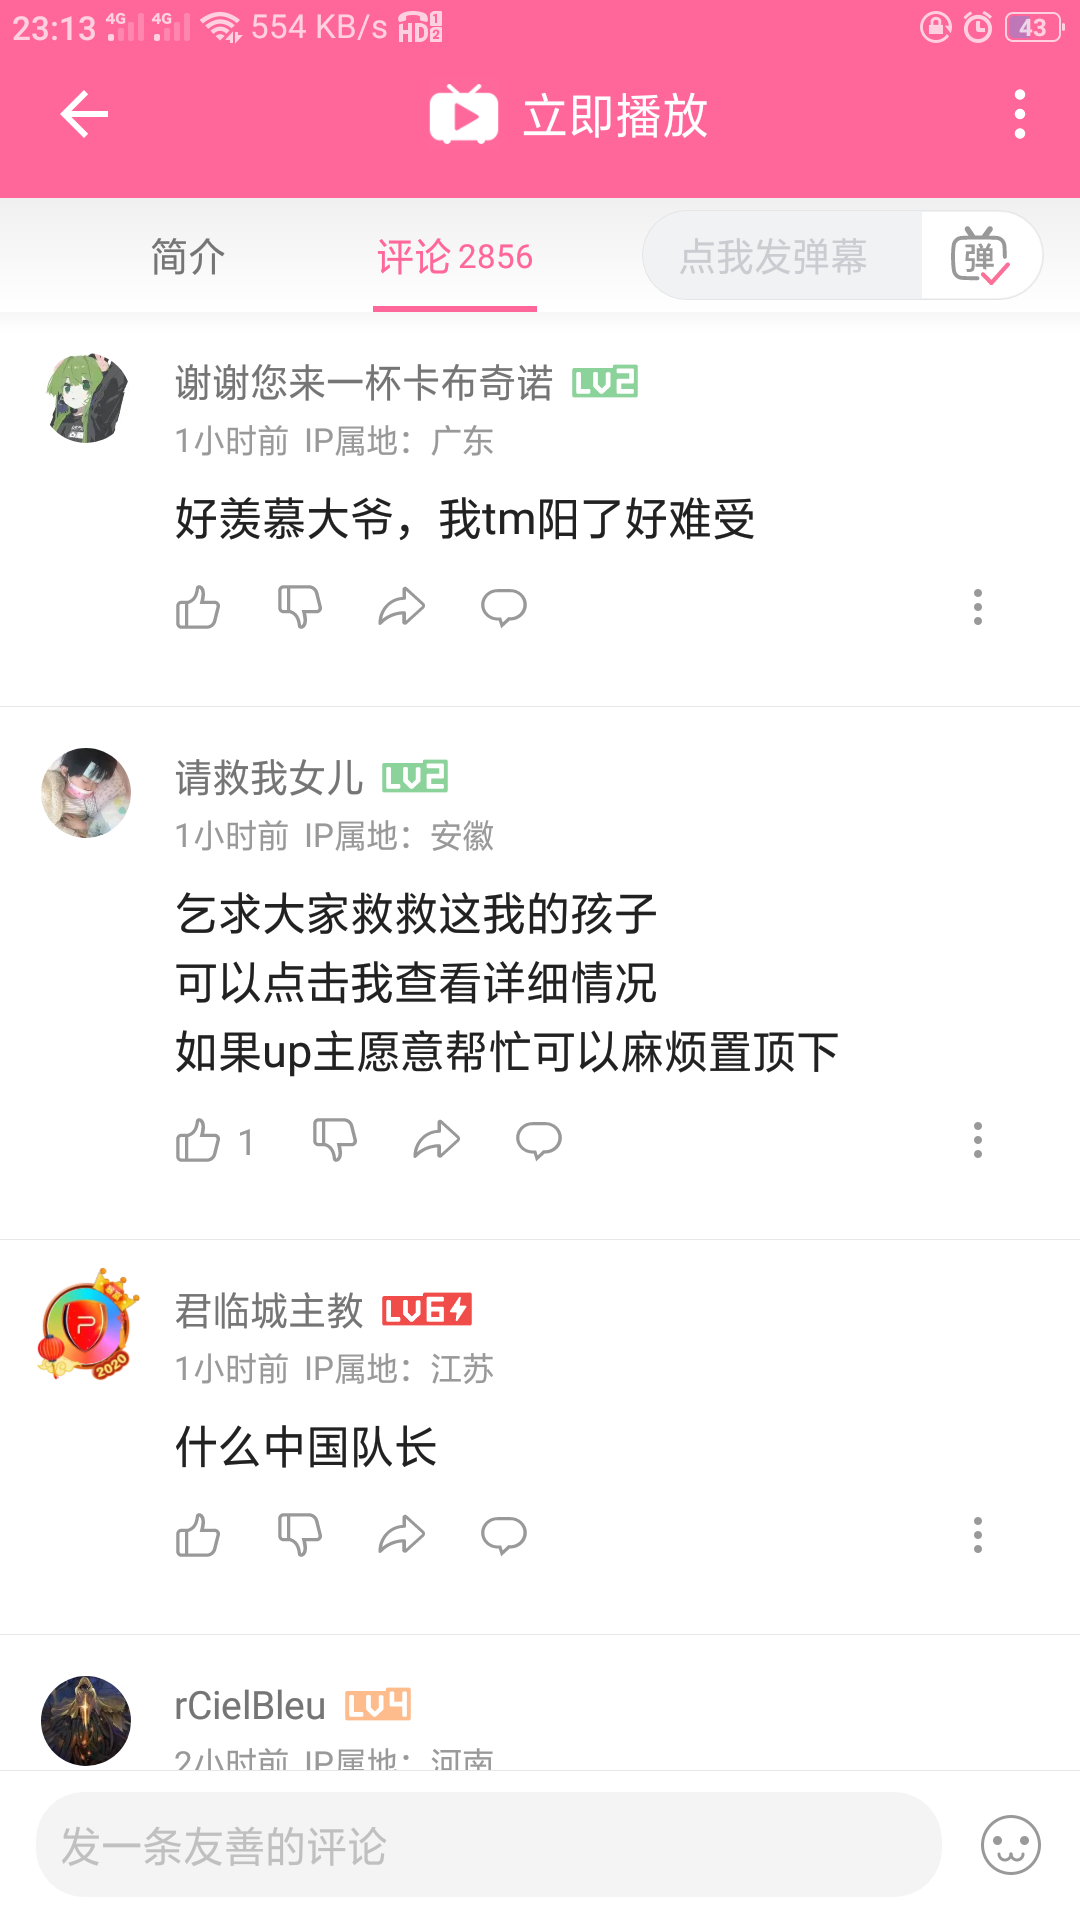 23:13 4G 4G 554 KB/s HD 1 2 43
立即播放
简介 评论 2856 点我发弹幕 弹
谢谢您来一杯卡布奇诺 LV2
1小时前 IP属地：广东
好羡慕大爷，我tm阳了好难受
请救我女儿 LV2
1小时前 IP属地：安徽
乞求大家救救这我的孩子
可以点击我查看详细情况
如果up主愿意帮忙可以麻烦置顶下
1
君临城主教 LV6
P
2020
1小时前 IP属地：江苏
什么中国队长
rCielBleu LV4
2小时前 IP属地：河南
发一条友善的评论